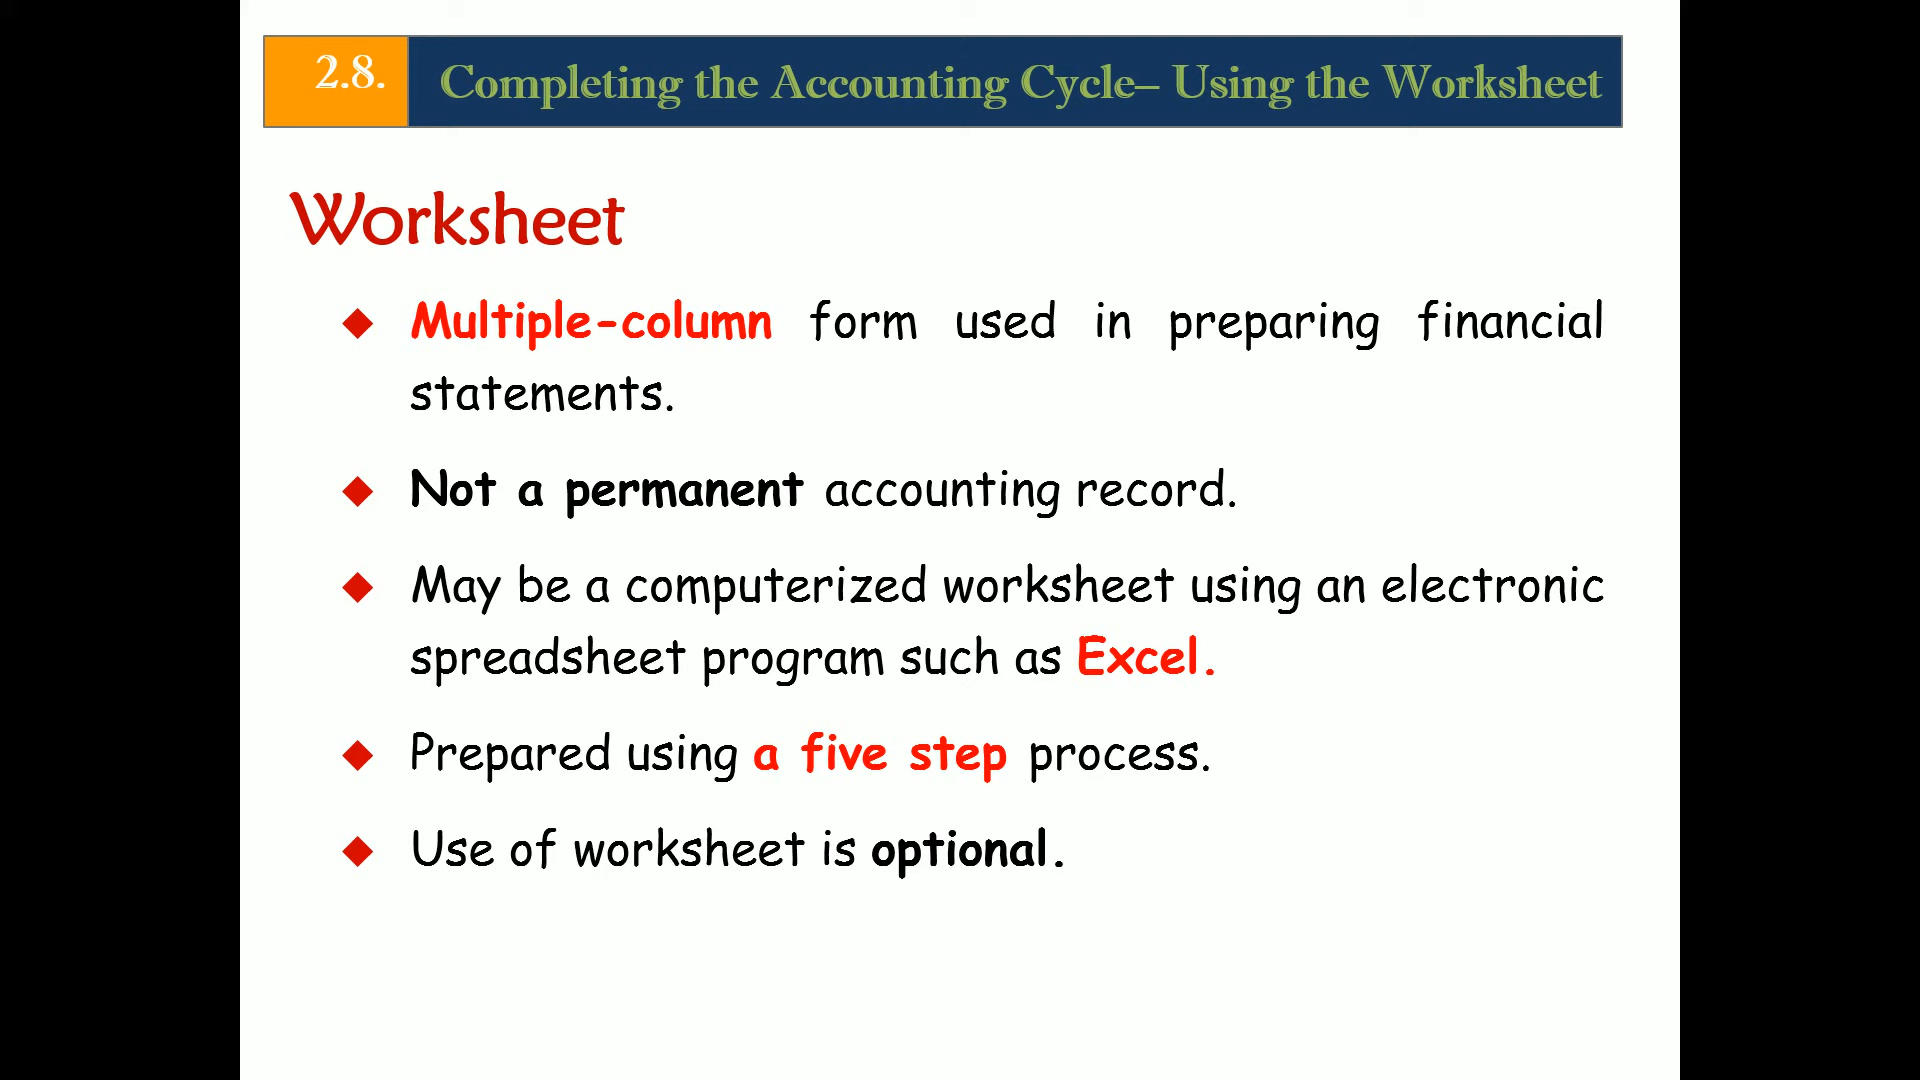 2.8.
Completing the Accounting Cycle– Using the Worksheet
Worksheet
Multiple-column form used in preparing financial
statements.
Not a permanent accounting record.
May be a computerized worksheet using an electronic
spreadsheet program such as Excel.
Prepared using a five step process.
Use of worksheet is optional.